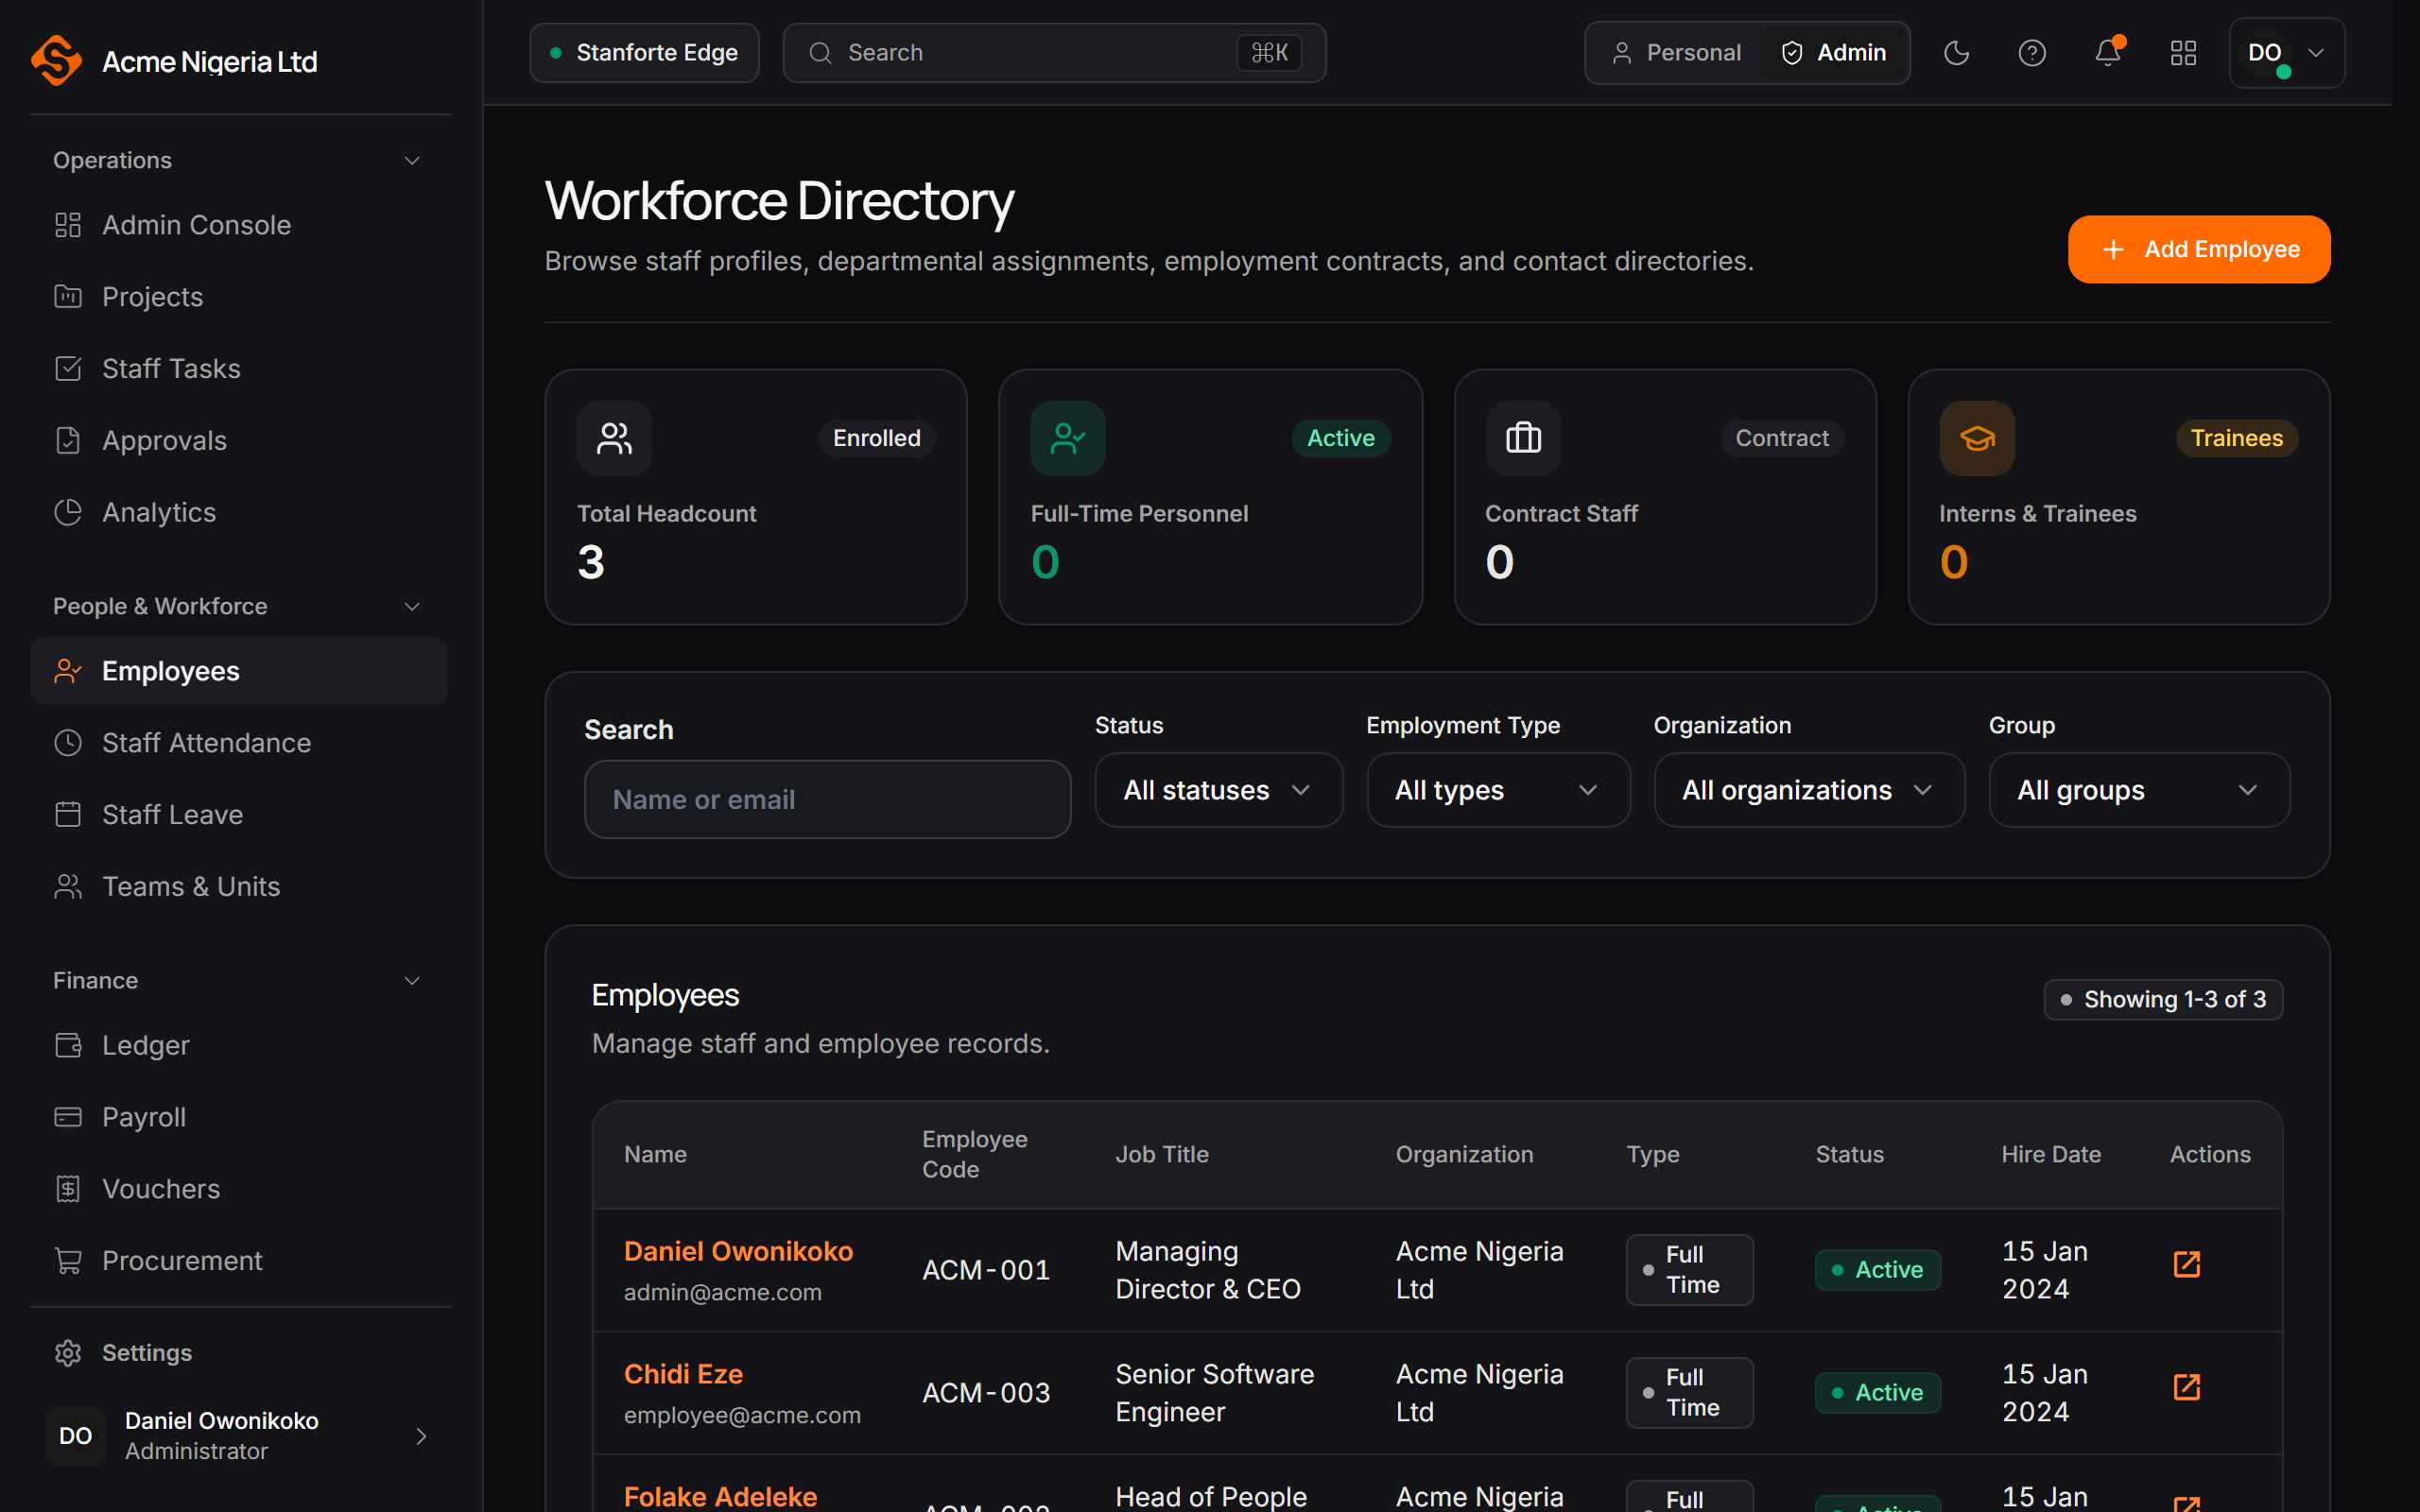 Acme Nigeria Ltd
Operations
Admin Console
Projects
Staff Tasks
Approvals
Analytics
People & Workforce
Employees
Staff Attendance
Staff Leave
Teams & Units
Finance
Ledger
Payroll
Vouchers
Procurement
Settings
DO
Daniel Owonikoko
Administrator
Stanforte Edge
Search
⌘K
Personal
Admin
DO
Workforce Directory
Browse staff profiles, departmental assignments, employment contracts, and contact directories.
Add Employee
Enrolled
Total Headcount
3
Active
Full-Time Personnel
0
Contract
Contract Staff
0
Trainees
Interns & Trainees
0
Search
Name or email
Status
All statuses
Employment Type
All types
Organization
All organizations
Group
All groups
Employees
Manage staff and employee records.
Showing 1-3 of 3
Name
Employee
Code
Job Title
Organization
Type
Status
Hire Date
Actions
Daniel Owonikoko
admin@acme.com
ACM-001
Managing
Director & CEO
Acme Nigeria
Ltd
Full
Time
Active
15 Jan
2024
Chidi Eze
employee@acme.com
ACM-003
Senior Software
Engineer
Acme Nigeria
Ltd
Full
Time
Active
15 Jan
2024
Folake Adeleke
ACM-002
Head of People
Acme Nigeria
Full
Active
15 Jan